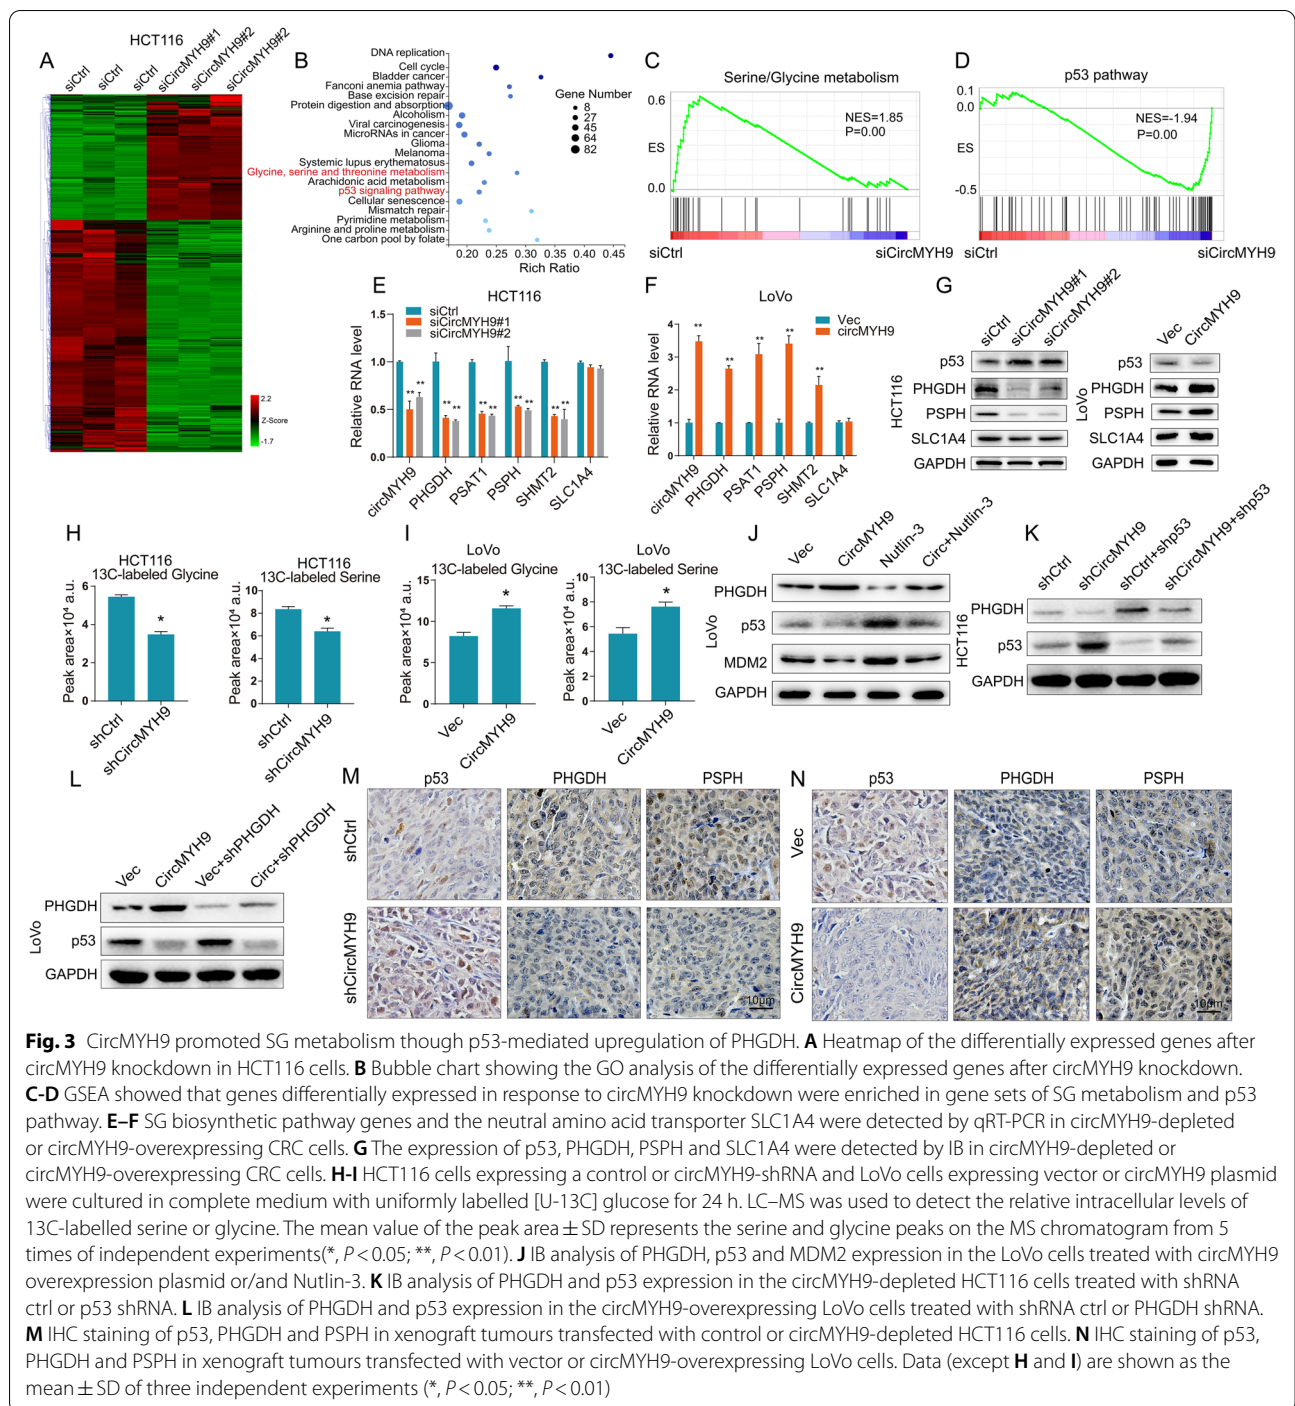 A
HCT116
siCtrl
siCtrl
siCtrl
siCircMYH9#1
siCircMYH9#2
siCircMYH9#2
2.2
Z-Score
-1.7
B
DNA replication
Cell cycle
Bladder cancer
Fanconi anemia pathway
Base excision repair
Protein digestion and absorption
Alcoholism
Viral carcinogenesis
MicroRNAs in cancer
Glioma
Melanoma
Systemic lupus erythematosus
Glycine, serine and threonine metabolism
Arachidonic acid metabolism
p53 signaling pathway
Cellular senescence
Mismatch repair
Pyrimidine metabolism
Arginine and proline metabolism
One carbon pool by folate
0.20 0.25 0.30 0.35 0.40 0.45
Rich Ratio
Gene Number
8
27
45
64
82
C
Serine/Glycine metabolism
0.6
ES
0.0
NES=1.85
P=0.00
siCtrl
siCircMYH9
D
p53 pathway
0.1
0.0
ES
-0.5
NES=-1.94
P=0.00
siCtrl
siCircMYH9
E
HCT116
siCtrl
siCircMYH9#1
siCircMYH9#2
Relative RNA level
1.5
1.0
0.5
0.0
** ** ** ** ** ** ** ** **
circMYH9
PHGDH
PSAT1
PSPH
SHMT2
SLC1A4
F
LoVo
Vec
circMYH9
Relative RNA level
4
3
2
1
0
** ** ** ** **
circMYH9
PHGDH
PSAT1
PSPH
SHMT2
SLC1A4
G
siCtrl
siCircMYH9#1
siCircMYH9#2
HCT116
p53
PHGDH
PSPH
SLC1A4
GAPDH
Vec
CircMYH9
LoVo
p53
PHGDH
PSPH
SLC1A4
GAPDH
H
HCT116
13C-labeled Glycine
Peak area×10⁴ a.u.
6
4
2
0
*
shCtrl
shCircMYH9
HCT116
13C-labeled Serine
Peak area×10⁴ a.u.
10
8
6
4
2
0
*
shCtrl
shCircMYH9
I
LoVo
13C-labeled Glycine
Peak area×10⁴ a.u.
15
10
5
0
*
Vec
CircMYH9
LoVo
13C-labeled Serine
Peak area×10⁴ a.u.
10
8
6
4
2
0
*
Vec
CircMYH9
J
Vec
CircMYH9
Nutlin-3
Circ+Nutlin-3
LoVo
PHGDH
p53
MDM2
GAPDH
K
shCtrl
shCircMYH9
shCtrl+shp53
shCircMYH9+shp53
HCT116
PHGDH
p53
GAPDH
L
Vec
CircMYH9
Vec+shPHGDH
Circ+shPHGDH
LoVo
PHGDH
p53
GAPDH
M
p53 PHGDH PSPH
shCtrl
shCircMYH9
10μm
N
p53 PHGDH PSPH
Vec
CircMYH9
10μm
Fig. 3 CircMYH9 promoted SG metabolism though p53-mediated upregulation of PHGDH. A Heatmap of the differentially expressed genes after
circMYH9 knockdown in HCT116 cells. B Bubble chart showing the GO analysis of the differentially expressed genes after circMYH9 knockdown.
C-D GSEA showed that genes differentially expressed in response to circMYH9 knockdown were enriched in gene sets of SG metabolism and p53
pathway. E–F SG biosynthetic pathway genes and the neutral amino acid transporter SLC1A4 were detected by qRT-PCR in circMYH9-depleted
or circMYH9-overexpressing CRC cells. G The expression of p53, PHGDH, PSPH and SLC1A4 were detected by IB in circMYH9-depleted or
circMYH9-overexpressing CRC cells. H-I HCT116 cells expressing a control or circMYH9-shRNA and LoVo cells expressing vector or circMYH9 plasmid
were cultured in complete medium with uniformly labelled [U-13C] glucose for 24 h. LC–MS was used to detect the relative intracellular levels of
13C-labelled serine or glycine. The mean value of the peak area ± SD represents the serine and glycine peaks on the MS chromatogram from 5
times of independent experiments(*, P < 0.05; **, P < 0.01). J IB analysis of PHGDH, p53 and MDM2 expression in the LoVo cells treated with circMYH9
overexpression plasmid or/and Nutlin-3. K IB analysis of PHGDH and p53 expression in the circMYH9-depleted HCT116 cells treated with shRNA
ctrl or p53 shRNA. L IB analysis of PHGDH and p53 expression in the circMYH9-overexpressing LoVo cells treated with shRNA ctrl or PHGDH shRNA.
M IHC staining of p53, PHGDH and PSPH in xenograft tumours transfected with control or circMYH9-depleted HCT116 cells. N IHC staining of p53,
PHGDH and PSPH in xenograft tumours transfected with vector or circMYH9-overexpressing LoVo cells. Data (except H and I) are shown as the
mean ± SD of three independent experiments (*, P < 0.05; **, P < 0.01)